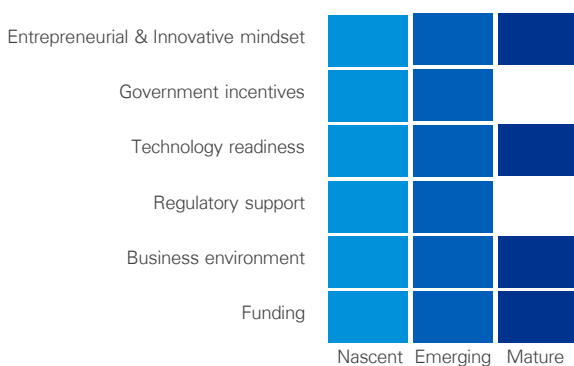 Entrepreneurial & Innovative mindset
Government incentives
Technology readiness
Regulatory support
Business environment
Funding
Nascent Emerging Mature